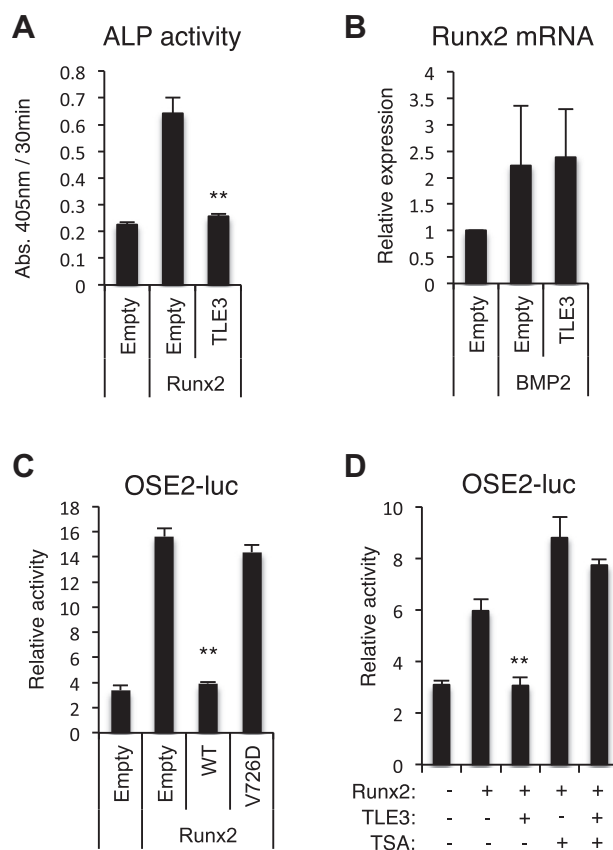 A
ALP activity
Abs. 405nm / 30min
0.8
0.7
0.6
0.5
0.4
0.3
0.2
0.1
0
**
Empty
Empty
TLE3
Runx2
B
Runx2 mRNA
Relative expression
4
3.5
3
2.5
2
1.5
1
0.5
0
Empty
Empty
TLE3
BMP2
C
OSE2-luc
Relative activity
18
16
14
12
10
8
6
4
2
0
**
Empty
Empty
WT
V726D
Runx2
D
OSE2-luc
Relative activity
10
8
6
4
2
0
**
Runx2: - + + + +
TLE3: - - + - +
TSA: - - - + +